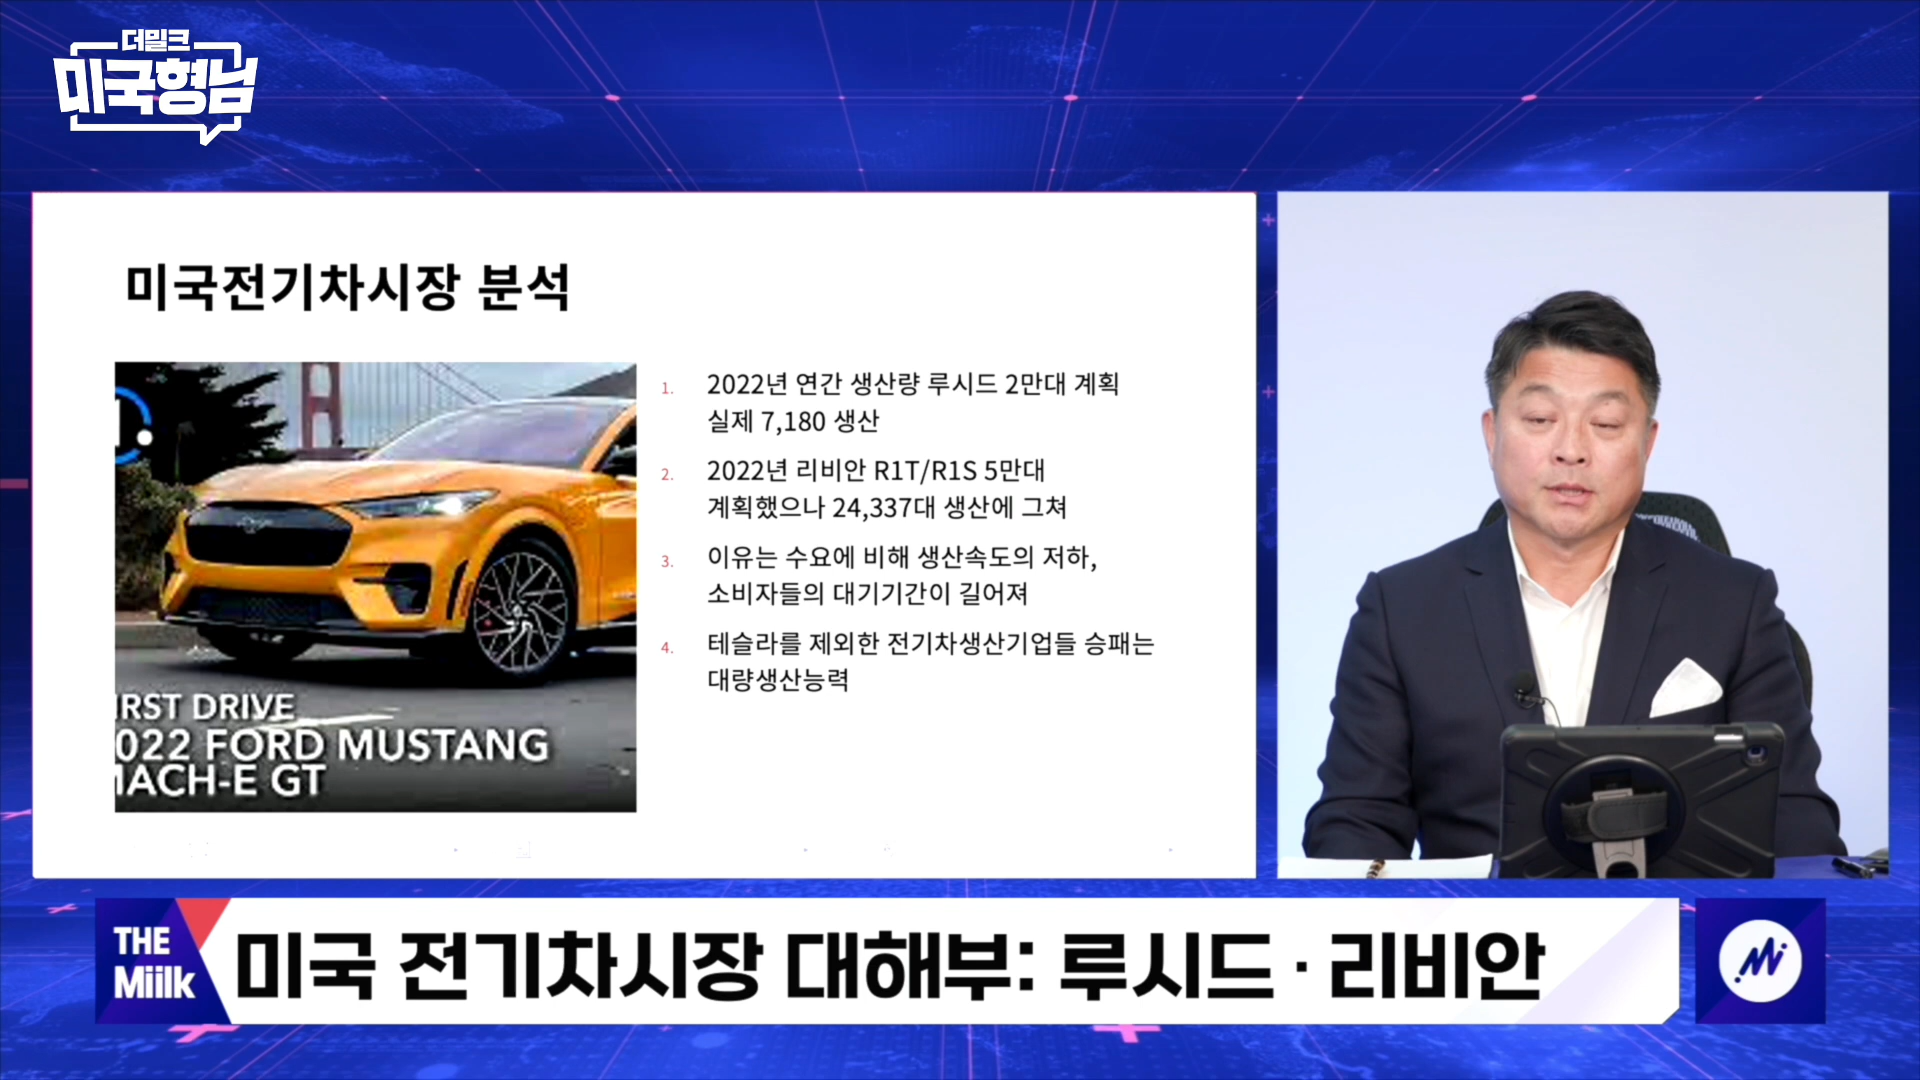 더밀크
미국형님
미국전기차시장 분석
1. 2022년 연간 생산량 루시드 2만대 계획
실제 7,180 생산
2. 2022년 리비안 R1T/R1S 5만대
계획했으나 24,337대 생산에 그쳐
3. 이유는 수요에 비해 생산속도의 저하,
소비자들의 대기기간이 길어져
4. 테슬라를 제외한 전기차생산기업들 승패는
대량생산능력
IRST DRIVE
022 FORD MUSTANG
MACH-E GT
THE
Miilk
미국 전기차시장 대해부: 루시드·리비안